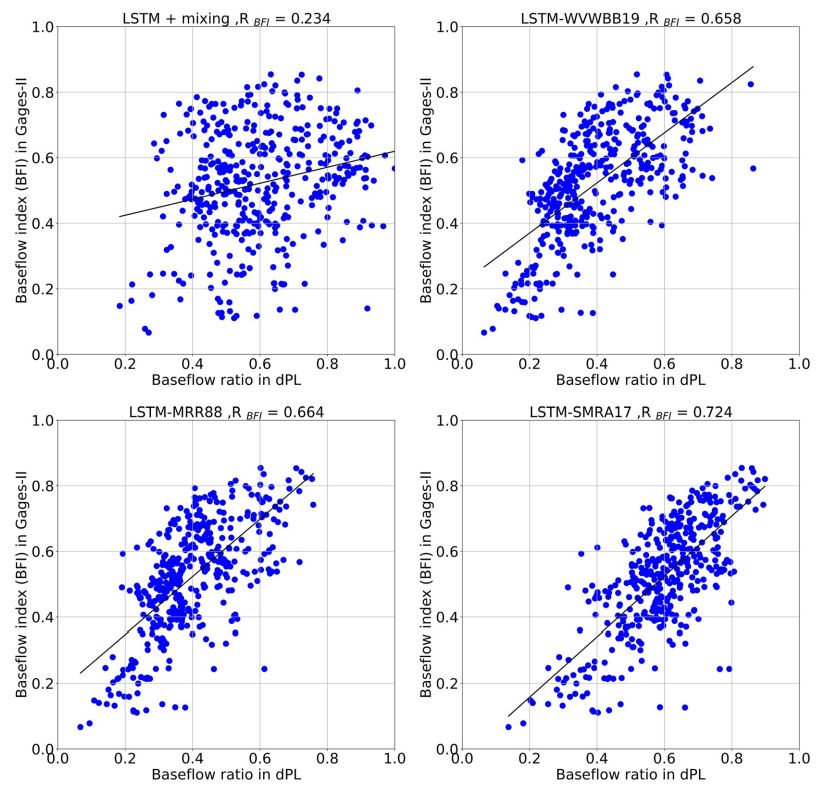 LSTM + mixing ,R BFI = 0.234
1.0
0.8
0.6
0.4
0.2
0.0
Baseflow index (BFI) in Gages-II
0.0 0.2 0.4 0.6 0.8 1.0
Baseflow ratio in dPL
LSTM-WVWBB19 ,R BFI = 0.658
1.0
0.8
0.6
0.4
0.2
0.0
Baseflow index (BFI) in Gages-II
0.0 0.2 0.4 0.6 0.8 1.0
Baseflow ratio in dPL
LSTM-MRR88 ,R BFI = 0.664
1.0
0.8
0.6
0.4
0.2
0.0
Baseflow index (BFI) in Gages-II
0.0 0.2 0.4 0.6 0.8 1.0
Baseflow ratio in dPL
LSTM-SMRA17 ,R BFI = 0.724
1.0
0.8
0.6
0.4
0.2
0.0
Baseflow index (BFI) in Gages-II
0.0 0.2 0.4 0.6 0.8 1.0
Baseflow ratio in dPL